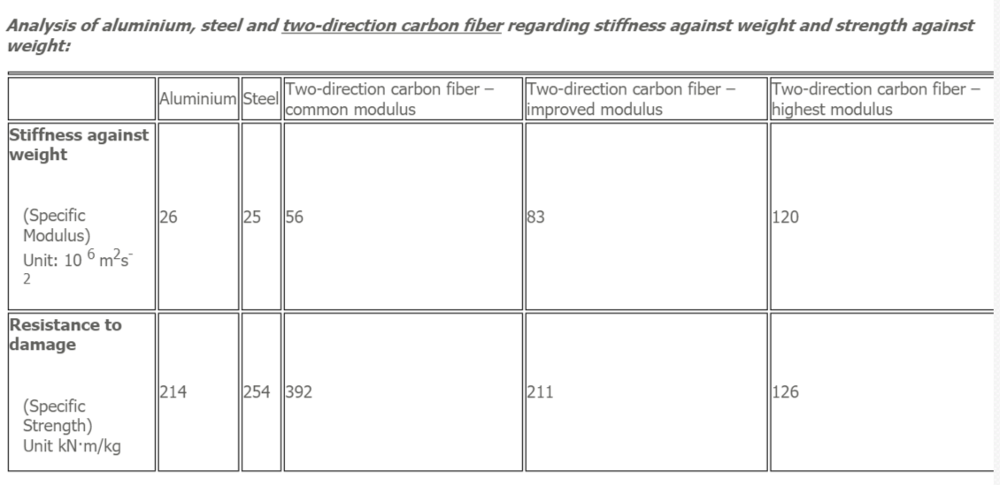 Analysis of aluminium, steel and two-direction carbon fiber regarding stiffness against weight and strength against
weight:
Aluminium Steel Two-direction carbon fiber – common modulus Two-direction carbon fiber – improved modulus Two-direction carbon fiber – highest modulus
Stiffness against
weight
(Specific
Modulus)
Unit: 10 6 m2s-
2
26 25 56 83 120
Resistance to
damage
(Specific
Strength)
Unit kN·m/kg
214 254 392 211 126